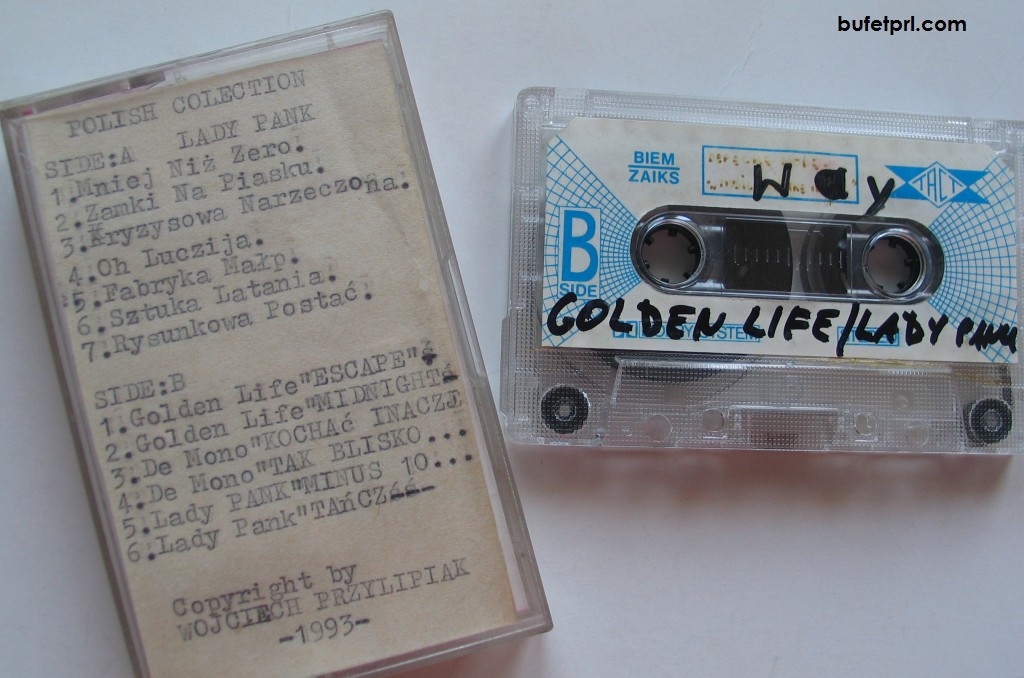 bufetprl.com
POLISH COLECTION
SIDE:A LADY PANK
1.Mniej Niż Zero.
2.Zamki Na Piasku.
3.Kryzysowa Narzeczona.
4.Oh Luczija.
5.Fabryka Małp.
6.Sztuka Latania.
7.Rysunkowa Postać.
SIDE:B
1.Golden Life"ESCAPE"
2.Golden Life"MIDNIGHT
3.De Mono"KOCHAć INACZJ
4.De Mono"TAK BLISKO...
5.Lady PANK"MINUS 10...
6.Lady Pank"TAńCZ
Copyright by
WOJCIECH PRZYLIPIAK
-1993-
BIEM
ZAIKS
Way
TACT
B
SIDE
GOLDEN LIFE/LADY PANK